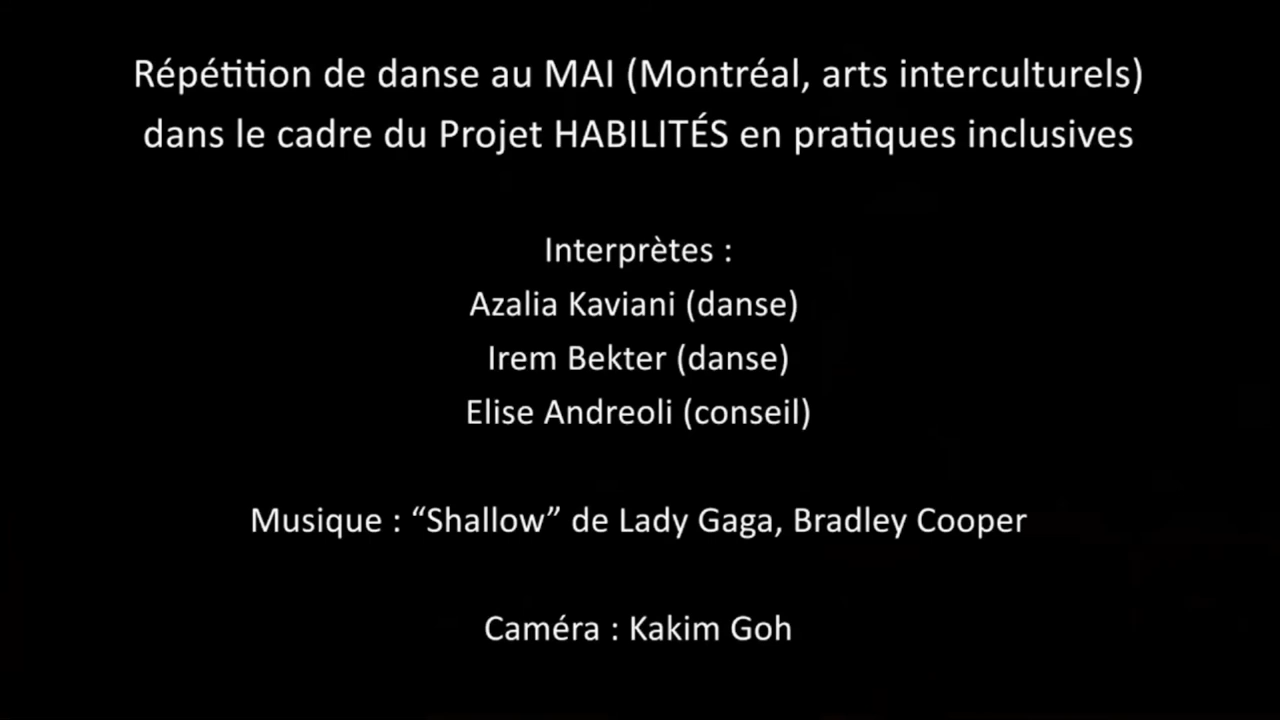 Répétition de danse au MAI (Montréal, arts interculturels)
dans le cadre du Projet HABILITÉS en pratiques inclusives
Interprètes :
Azalia Kaviani (danse)
Irem Bekter (danse)
Elise Andreoli (conseil)
Musique : “Shallow” de Lady Gaga, Bradley Cooper
Caméra : Kakim Goh